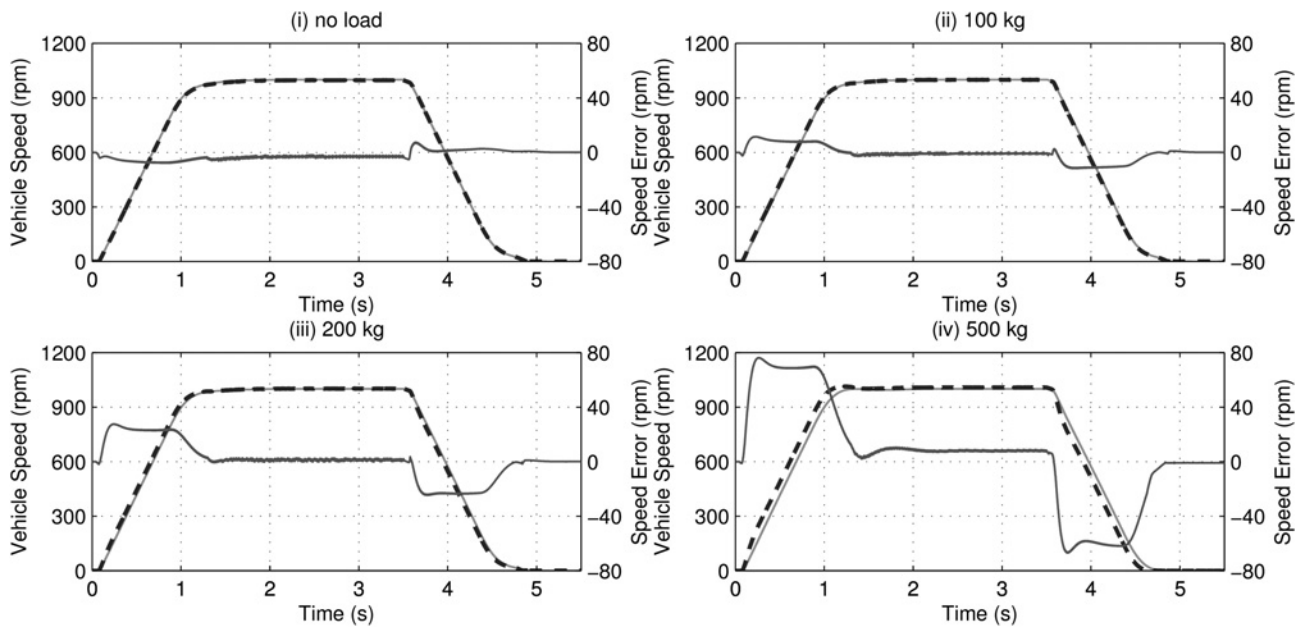 (i) no load
(ii) 100 kg
1200
900
600
300
0
Vehicle Speed (rpm)
80
40
0
−40
−80
Speed Error (rpm)
0 1 2 3 4 5
Time (s)
1200
900
600
300
0
Vehicle Speed (rpm)
80
40
0
−40
−80
Speed Error (rpm)
0 1 2 3 4 5
Time (s)
(iii) 200 kg
(iv) 500 kg
1200
900
600
300
0
Vehicle Speed (rpm)
80
40
0
−40
−80
Speed Error (rpm)
0 1 2 3 4 5
Time (s)
1200
900
600
300
0
Vehicle Speed (rpm)
80
40
0
−40
−80
Speed Error (rpm)
0 1 2 3 4 5
Time (s)